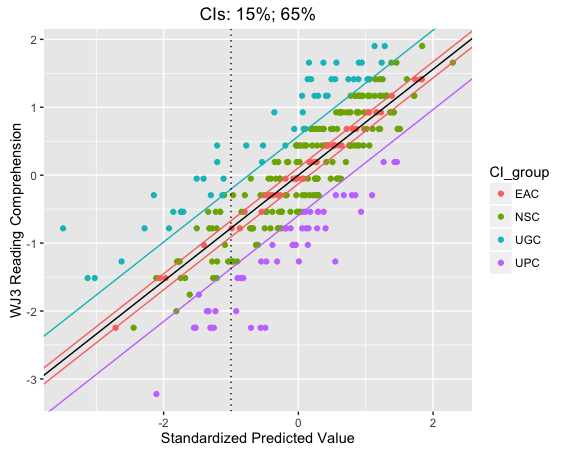 CIs: 15%; 65%
2
1
0
-1
-2
-3
WJ3 Reading Comprehension
-2
0
2
Standardized Predicted Value
CI_group
EAC
NSC
UGC
UPC